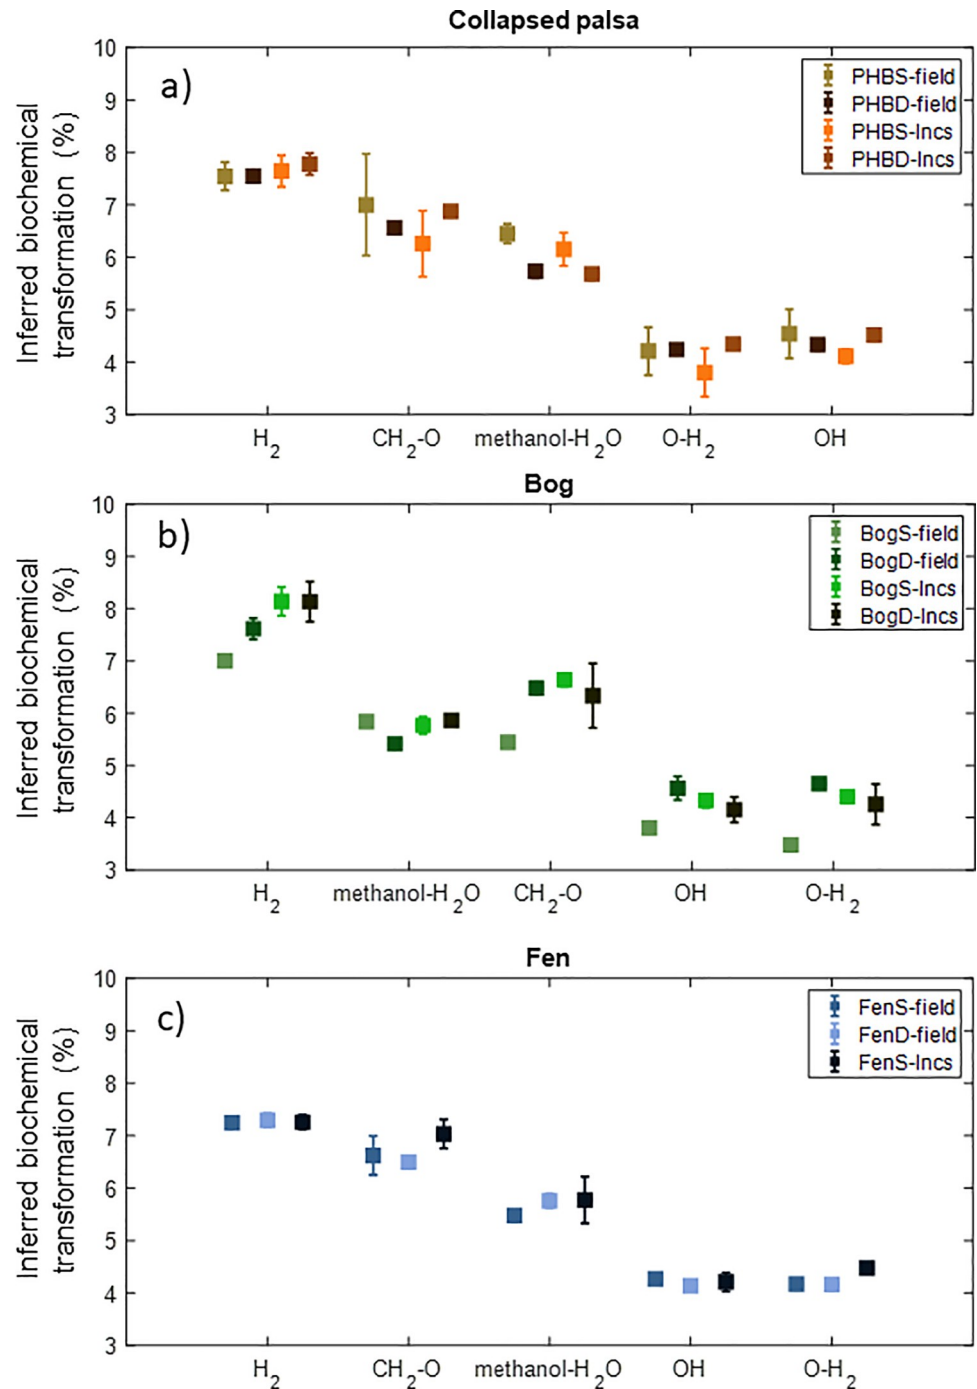 Collapsed palsa
a)
Inferred biochemical
transformation (%)
10
9
8
7
6
5
4
3
PHBS-field
PHBD-field
PHBS-Incs
PHBD-Incs
H2 CH2-O methanol-H2O O-H2 OH
Bog
b)
Inferred biochemical
transformation (%)
10
9
8
7
6
5
4
3
BogS-field
BogD-field
BogS-Incs
BogD-Incs
H2 methanol-H2O CH2-O OH O-H2
Fen
c)
Inferred biochemical
transformation (%)
10
9
8
7
6
5
4
3
FenS-field
FenD-field
FenS-Incs
H2 CH2-O methanol-H2O OH O-H2